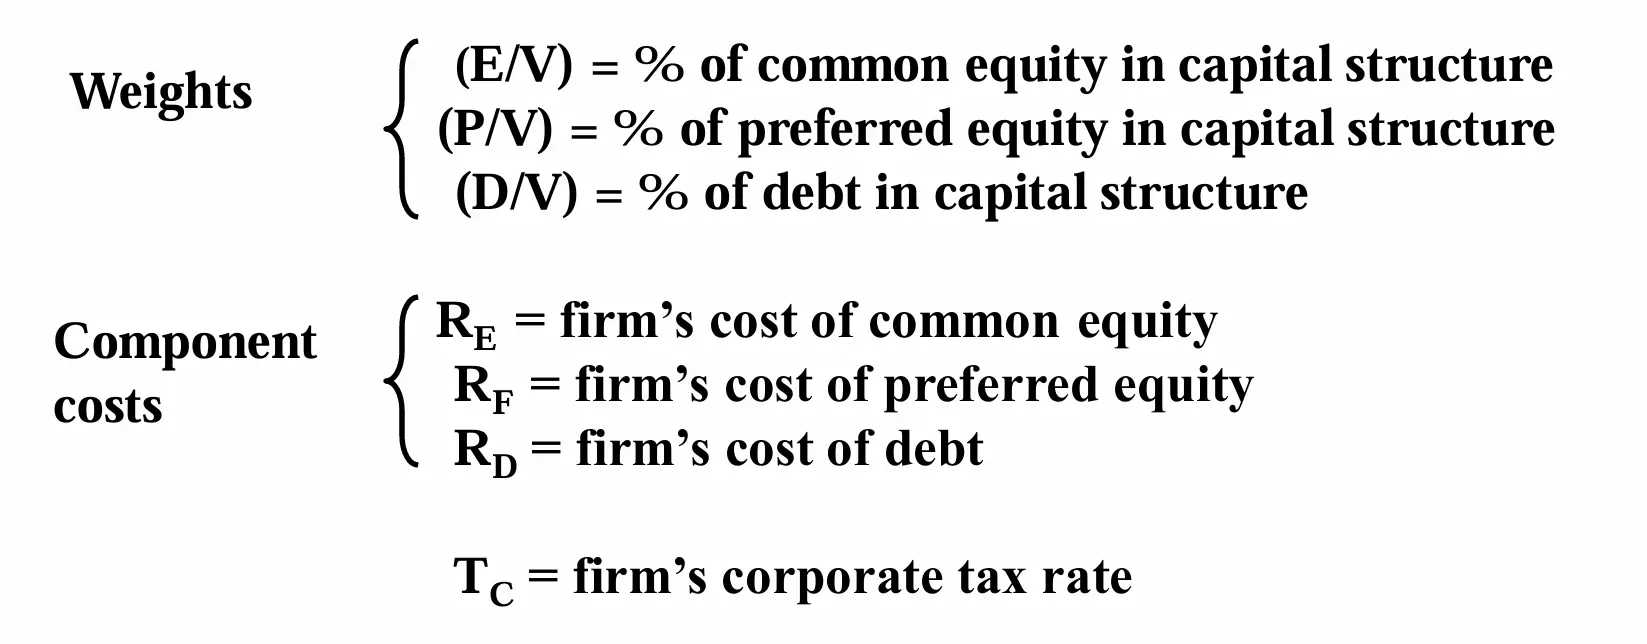 Weights
(E/V) = % of common equity in capital structure
(P/V) = % of preferred equity in capital structure
(D/V) = % of debt in capital structure
Component
costs
R_E = firm’s cost of common equity
R_F = firm’s cost of preferred equity
R_D = firm’s cost of debt
T_C = firm’s corporate tax rate